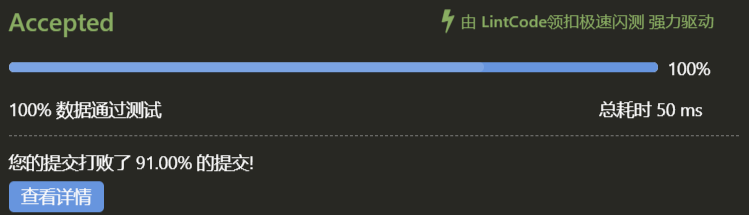 Accepted
由 LintCode领扣极速闪测 强力驱动
100%
100% 数据通过测试
总耗时 50 ms
您的提交打败了 91.00% 的提交!
查看详情